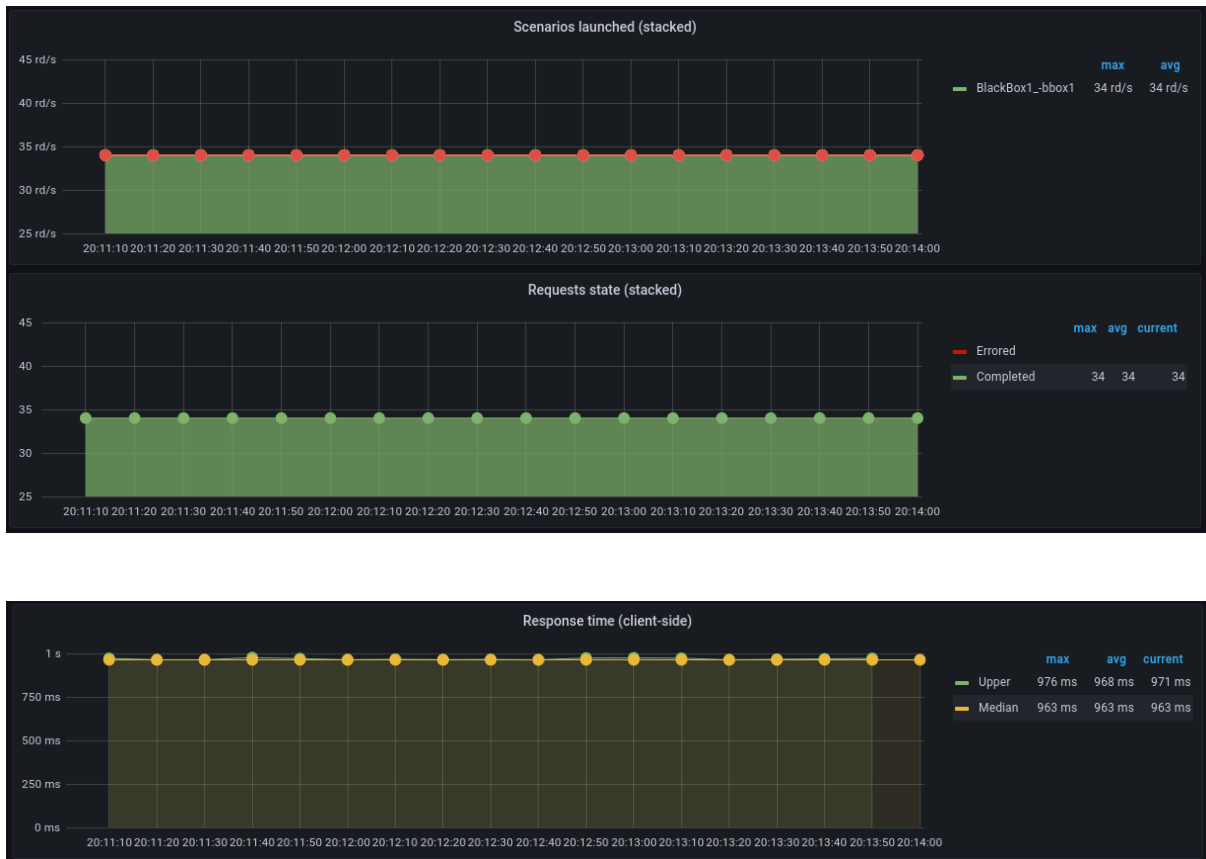 Scenarios launched (stacked)
45 rd/s
40 rd/s
35 rd/s
30 rd/s
25 rd/s
20:11:10 20:11:20 20:11:30 20:11:40 20:11:50 20:12:00 20:12:10 20:12:20 20:12:30 20:12:40 20:12:50 20:13:00 20:13:10 20:13:20 20:13:30 20:13:40 20:13:50 20:14:00
max avg
BlackBox1_-bbox1 34 rd/s 34 rd/s
Requests state (stacked)
45
40
35
30
25
20:11:10 20:11:20 20:11:30 20:11:40 20:11:50 20:12:00 20:12:10 20:12:20 20:12:30 20:12:40 20:12:50 20:13:00 20:13:10 20:13:20 20:13:30 20:13:40 20:13:50 20:14:00
max avg current
Errored
Completed 34 34 34
Response time (client-side)
1 s
750 ms
500 ms
250 ms
0 ms
20:11:10 20:11:20 20:11:30 20:11:40 20:11:50 20:12:00 20:12:10 20:12:20 20:12:30 20:12:40 20:12:50 20:13:00 20:13:10 20:13:20 20:13:30 20:13:40 20:13:50 20:14:00
max avg current
Upper 976 ms 968 ms 971 ms
Median 963 ms 963 ms 963 ms